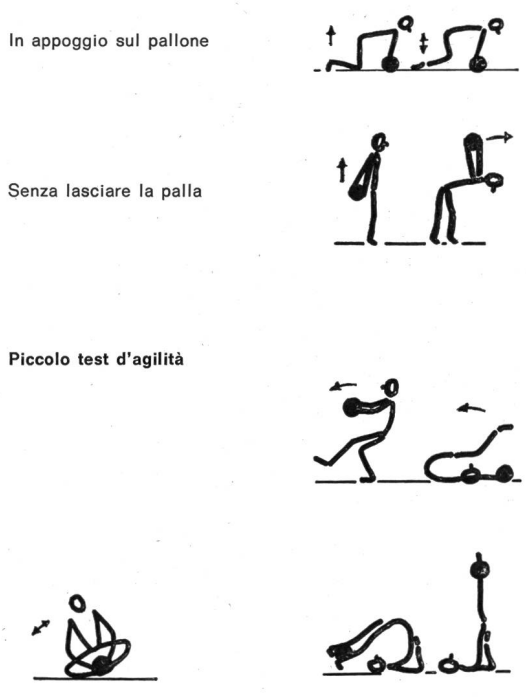 In appoggio sul pallone
Senza lasciare la palla
Piccolo test d'agilità